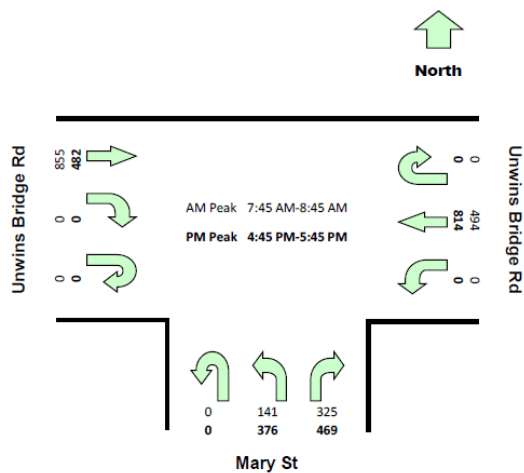 North
Unwins Bridge Rd
855
482
0
0
0
0
AM Peak 7:45 AM-8:45 AM
PM Peak 4:45 PM-5:45 PM
0
0
814
494
0
0
Unwins Bridge Rd
0 141 325
0 376 469
Mary St